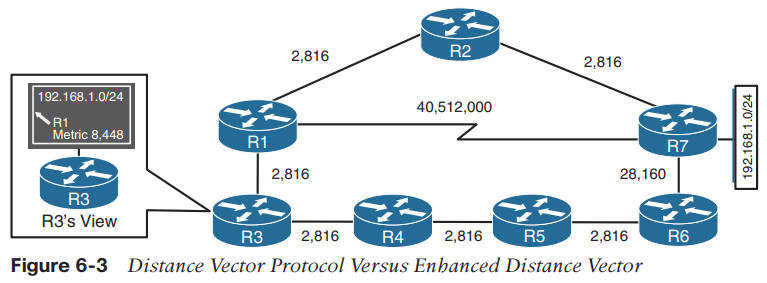 R2
2,816
2,816
192.168.1.0/24
R1
Metric 8,448
40,512,000
R1
R7
192.168.1.0/24
2,816
28,160
R3
R3's View
R3
2,816
R4
2,816
R5
2,816
R6
Figure 6-3 Distance Vector Protocol Versus Enhanced Distance Vector